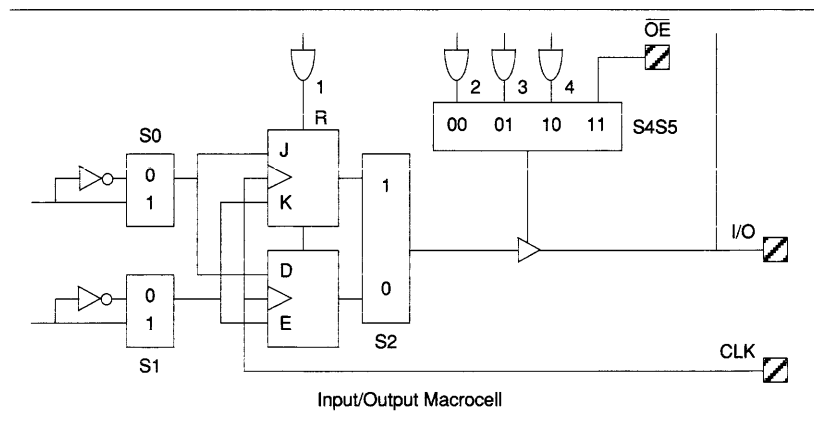 OE
1
2
3
4
R
00 01 10 11
S4S5
S0
J
0
1
K
1
I/O
D
0
0
1
E
S2
S1
CLK
Input/Output Macrocell